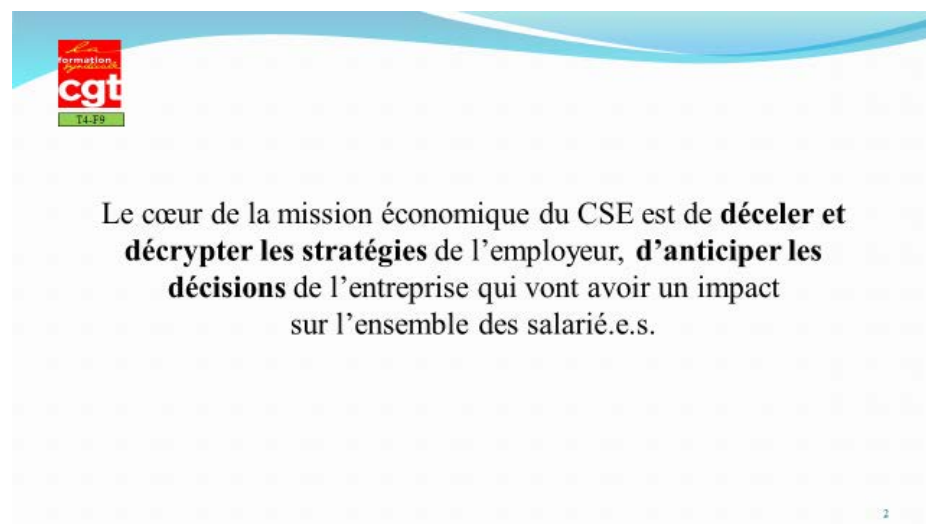 la
formation
syndicale
cgt
T4-F9
Le cœur de la mission économique du CSE est de déceler et
décrypter les stratégies de l’employeur, d’anticiper les
décisions de l’entreprise qui vont avoir un impact
sur l’ensemble des salarié.e.s.
2